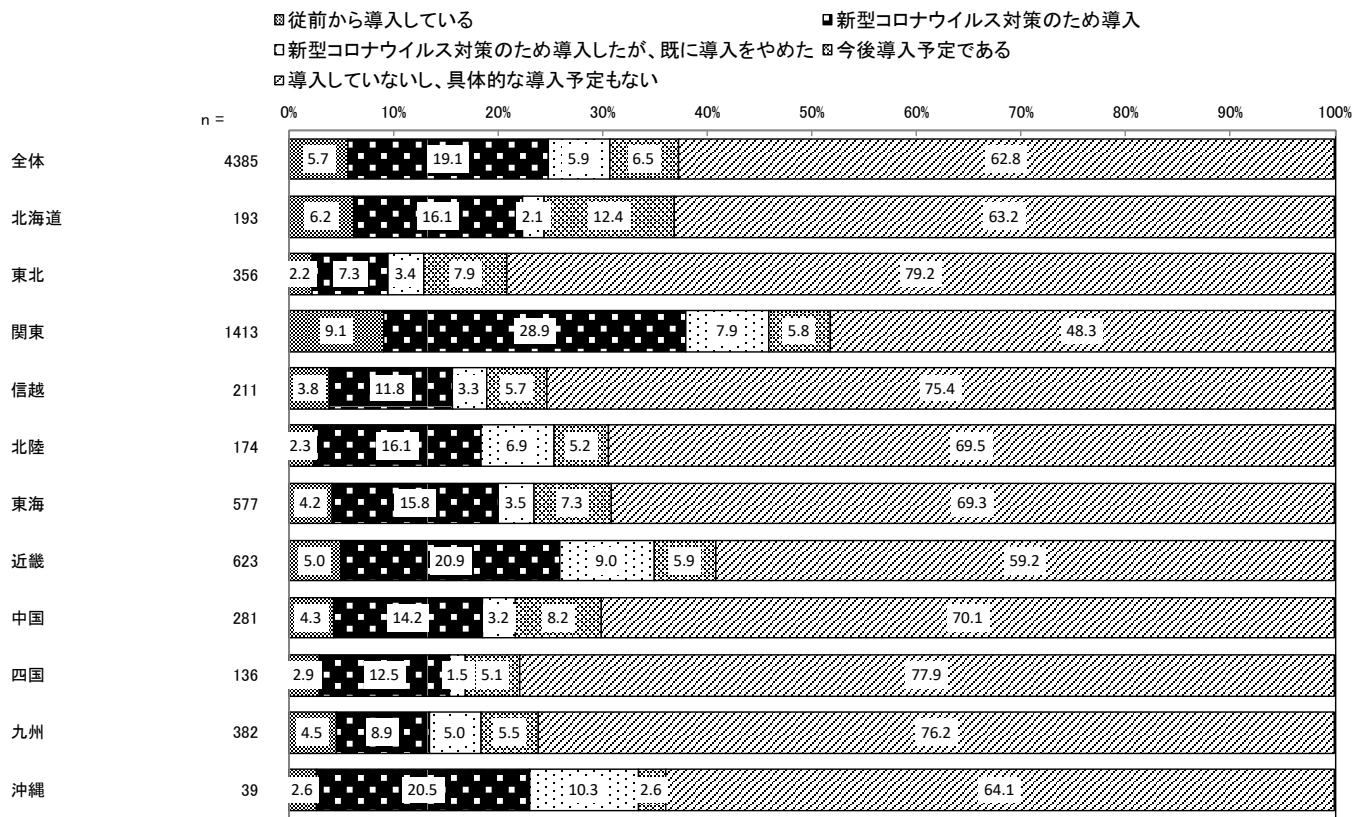 従前から導入している 新型コロナウイルス対策のため導入
新型コロナウイルス対策のため導入したが、既に導入をやめた 今後導入予定である
導入していないし、具体的な導入予定もない
n = 0% 10% 20% 30% 40% 50% 60% 70% 80% 90% 100%
全体 4385 5.7 19.1 5.9 6.5 62.8
北海道 193 6.2 16.1 2.1 12.4 63.2
東北 356 2.2 7.3 3.4 7.9 79.2
関東 1413 9.1 28.9 7.9 5.8 48.3
信越 211 3.8 11.8 3.3 5.7 75.4
北陸 174 2.3 16.1 6.9 5.2 69.5
東海 577 4.2 15.8 3.5 7.3 69.3
近畿 623 5.0 20.9 9.0 5.9 59.2
中国 281 4.3 14.2 3.2 8.2 70.1
四国 136 2.9 12.5 1.5 5.1 77.9
九州 382 4.5 8.9 5.0 5.5 76.2
沖縄 39 2.6 20.5 10.3 2.6 64.1